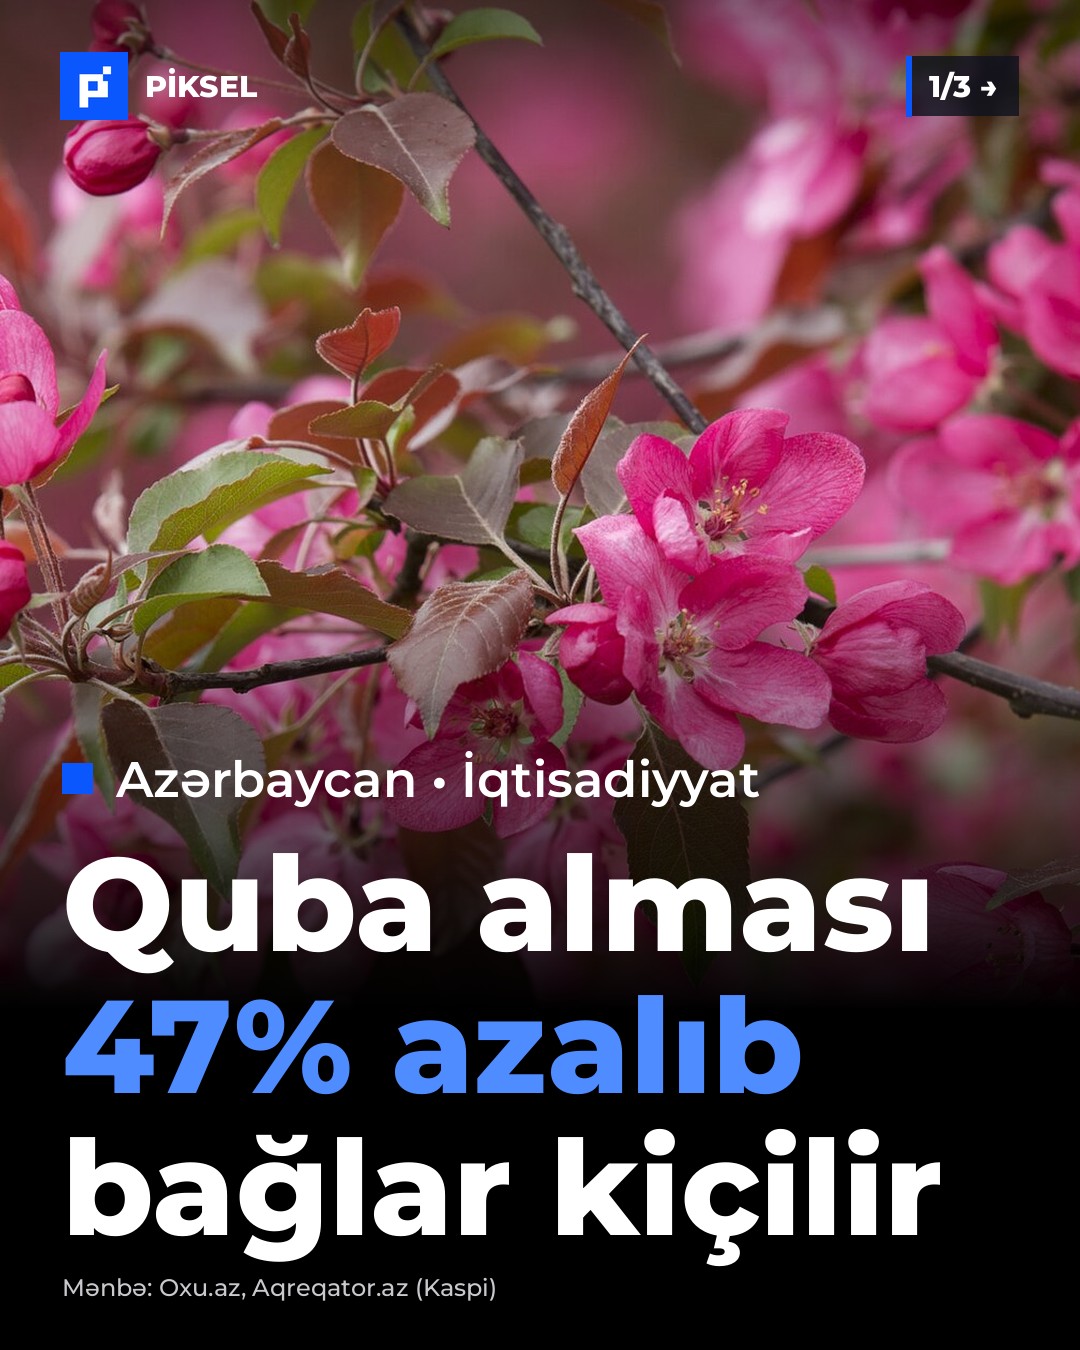 PİKSEL
1/3 →
Azərbaycan • İqtisadiyyat
Quba alması
47% azalıb
bağlar kiçilir
Mənbə: Oxu.az, Aqreqator.az (Kaspi)